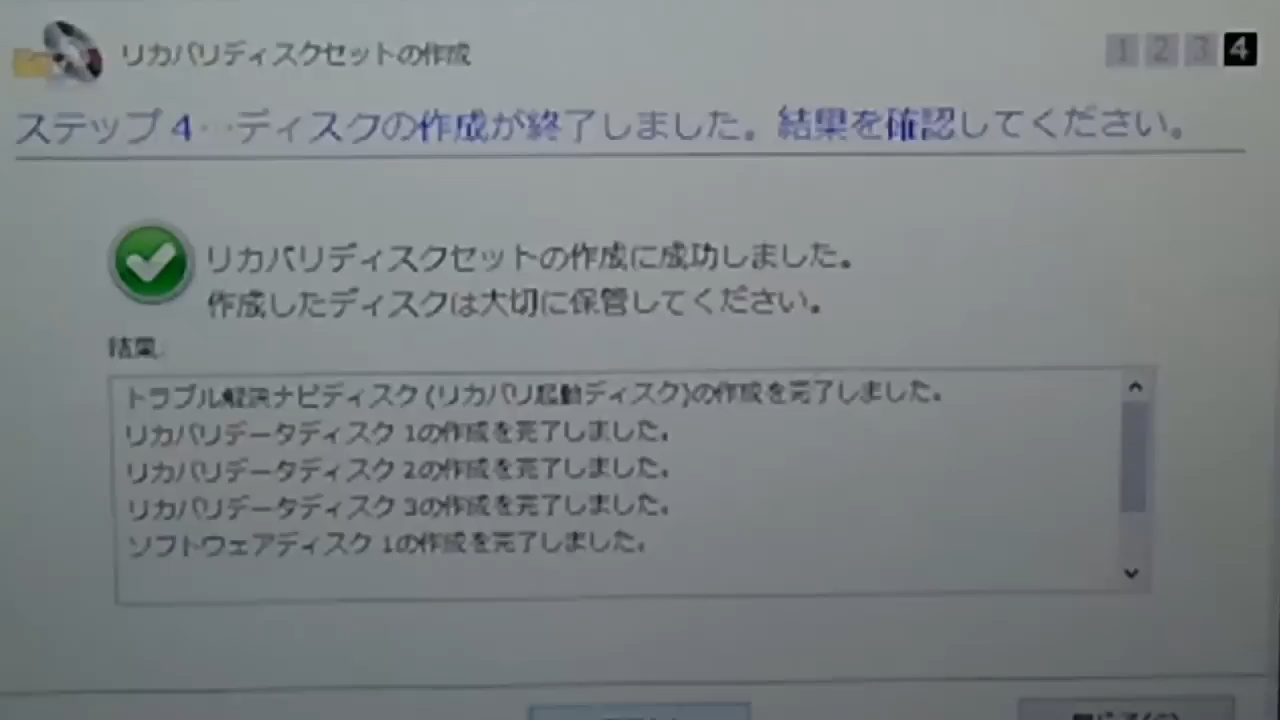 リカバリディスクセットの作成
1 2 3 4
ステップ 4…ディスクの作成が終了しました。結果を確認してください。
リカバリディスクセットの作成に成功しました。
作成したディスクは大切に保管してください。
結果:
トラブル解決ナビディスク (リカバリ起動ディスク)の作成を完了しました。
リカバリデータディスク 1の作成を完了しました。
リカバリデータディスク 2の作成を完了しました。
リカバリデータディスク 3の作成を完了しました。
ソフトウェアディスク 1の作成を完了しました。